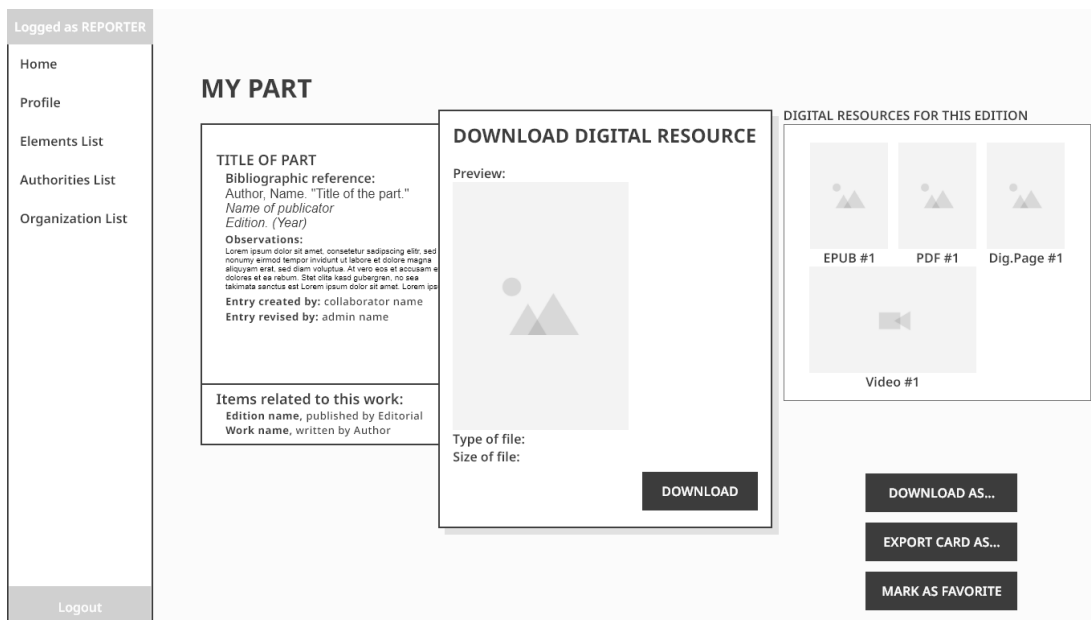 Logged as REPORTER
Home
Profile
Elements List
Authorities List
Organization List
Logout
MY PART
TITLE OF PART
Bibliographic reference:
Author, Name. "Title of the part."
Name of publicator
Edition. (Year)
Observations:
Lorem ipsum dolor sit amet, consetetur sadipscing elitr, sed
nonumy eirmod tempor invidunt ut labore et dolore magna
aliquyam erat, sed diam voluptua. At vero eos et accusam e
dolores et ea rebum. Stet clita kasd gubergren, no sea
takimata sanctus est Lorem ipsum dolor sit amet. Lorem ips
Entry created by: collaborator name
Entry revised by: admin name
Items related to this work:
Edition name, published by Editorial
Work name, written by Author
DOWNLOAD DIGITAL RESOURCE
Preview:
Type of file:
Size of file:
DOWNLOAD
DIGITAL RESOURCES FOR THIS EDITION
EPUB #1 PDF #1 Dig.Page #1
Video #1
DOWNLOAD AS...
EXPORT CARD AS...
MARK AS FAVORITE